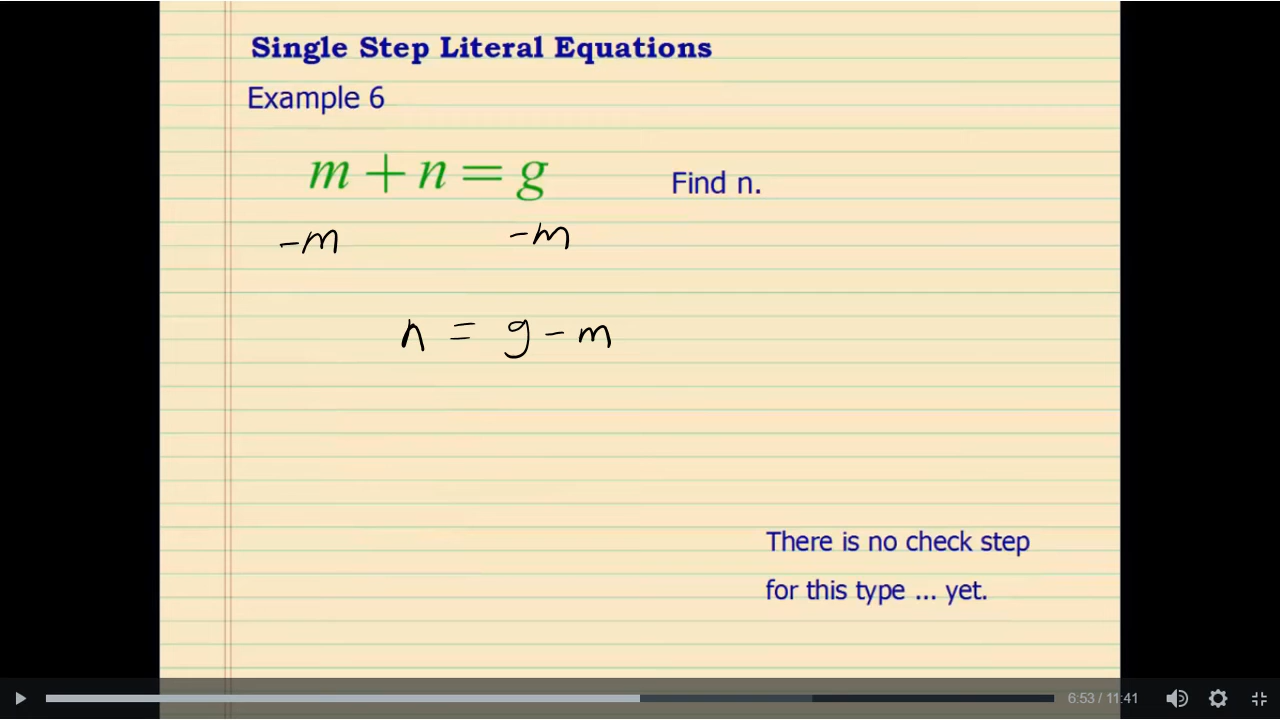 Single Step Literal Equations
Example 6
m + n = g Find n.
-m -m
n = g - m
There is no check step
for this type ... yet.
6:53 / 11:41